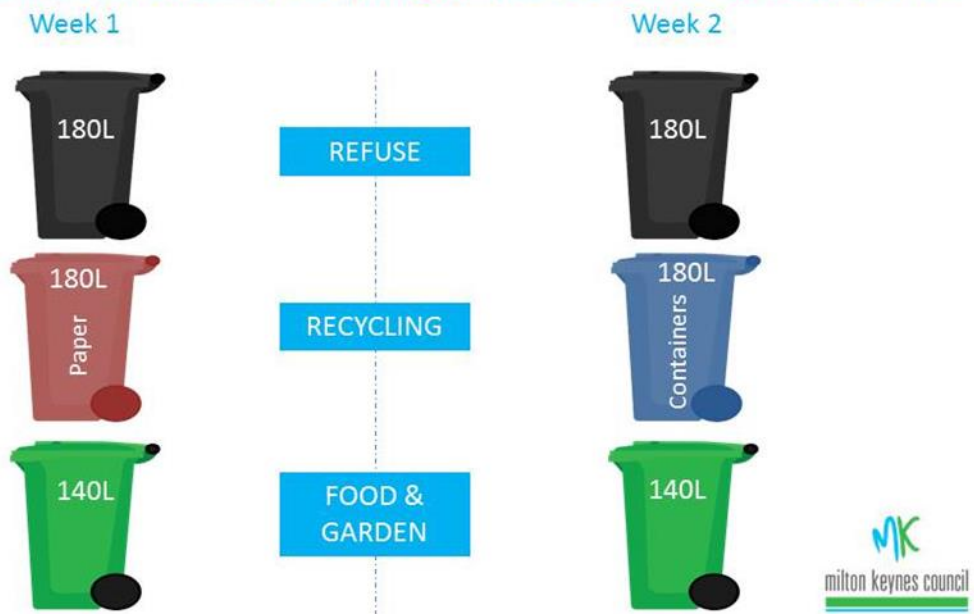 Week 1
Week 2
180L
REFUSE
180L
180L
Paper
RECYCLING
180L
Containers
140L
FOOD &
GARDEN
140L
MK
milton keynes council